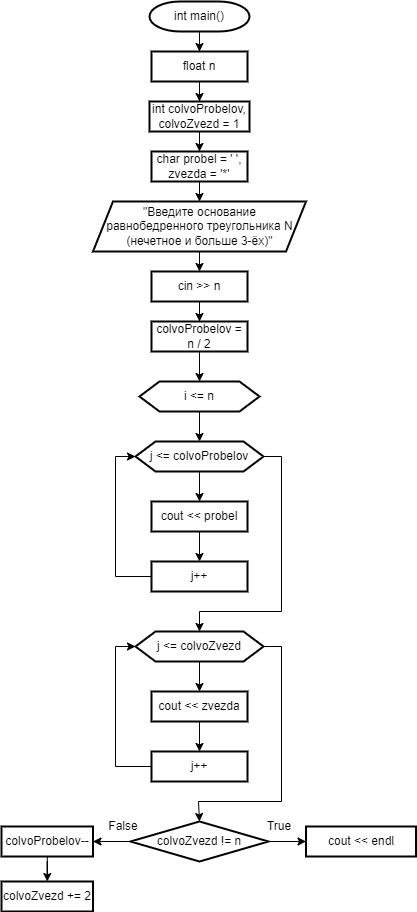 int main()
float n
int colvoProbelov,
colvoZvezd = 1
char probel = ' ',
zvezda = '*'
"Введите основание
равнобедренного треугольника N
(нечетное и больше 3-ёх)"
cin >> n
colvoProbelov =
n / 2
i <= n
j <= colvoProbelov
cout << probel
j++
j <= colvoZvezd
cout << zvezda
j++
False
True
colvoProbelov--
colvoZvezd != n
cout << endl
colvoZvezd += 2